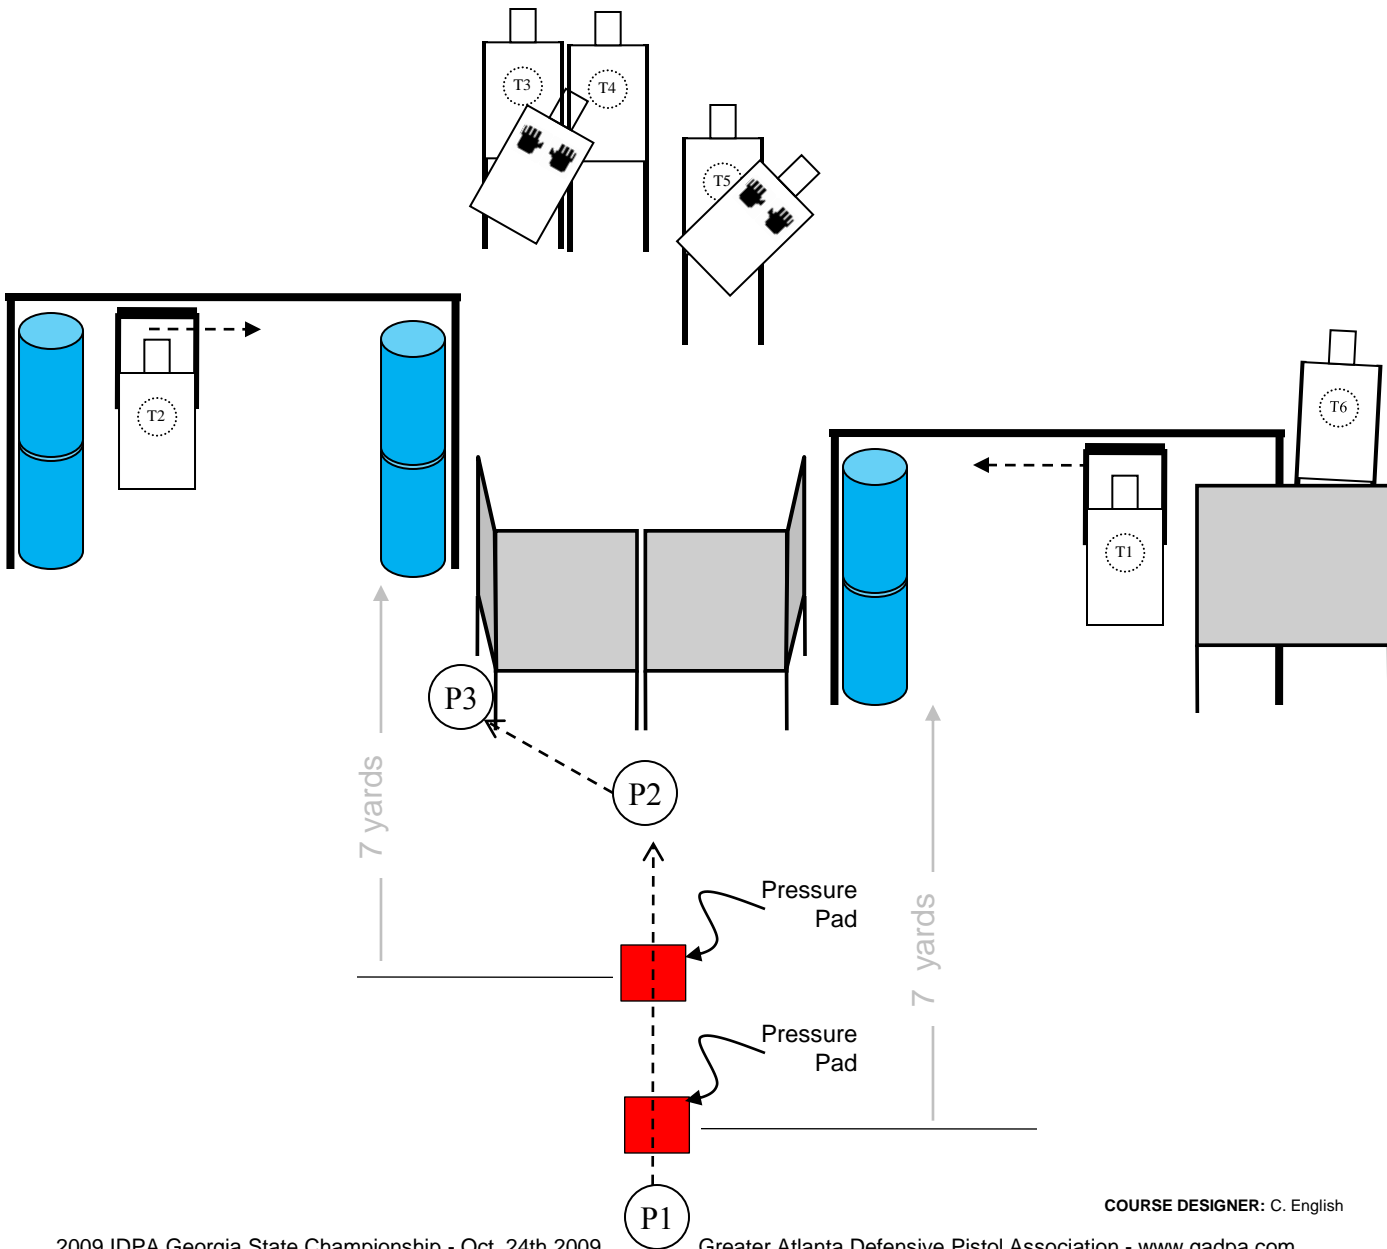 T3
T4
T5
T2
T6
T1
P3
P2
7 yards
Pressure
Pad
7 yards
Pressure
Pad
P1
COURSE DESIGNER: C. English
2009 IDPA Georgia State Championship - Oct. 24th 2009
Greater Atlanta Defensive Pistol Association - www.gadpa.com